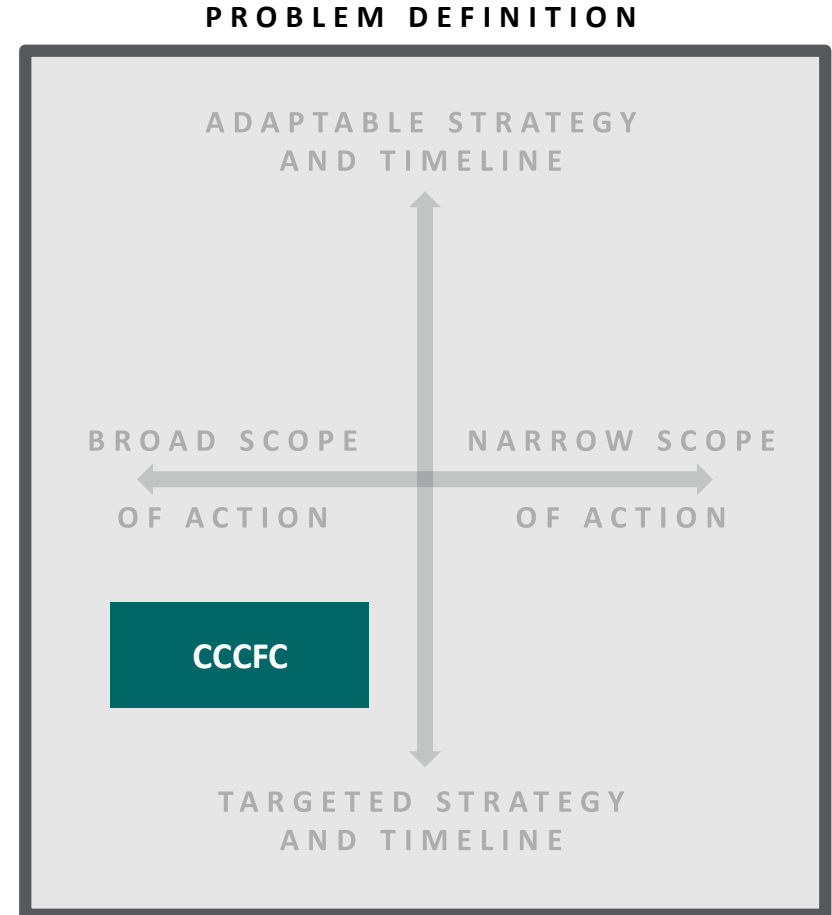 PROBLEM DEFINITION
ADAPTABLE STRATEGY
AND TIMELINE
BROAD SCOPE
OF ACTION
NARROW SCOPE
OF ACTION
CCCFC
TARGETED STRATEGY
AND TIMELINE